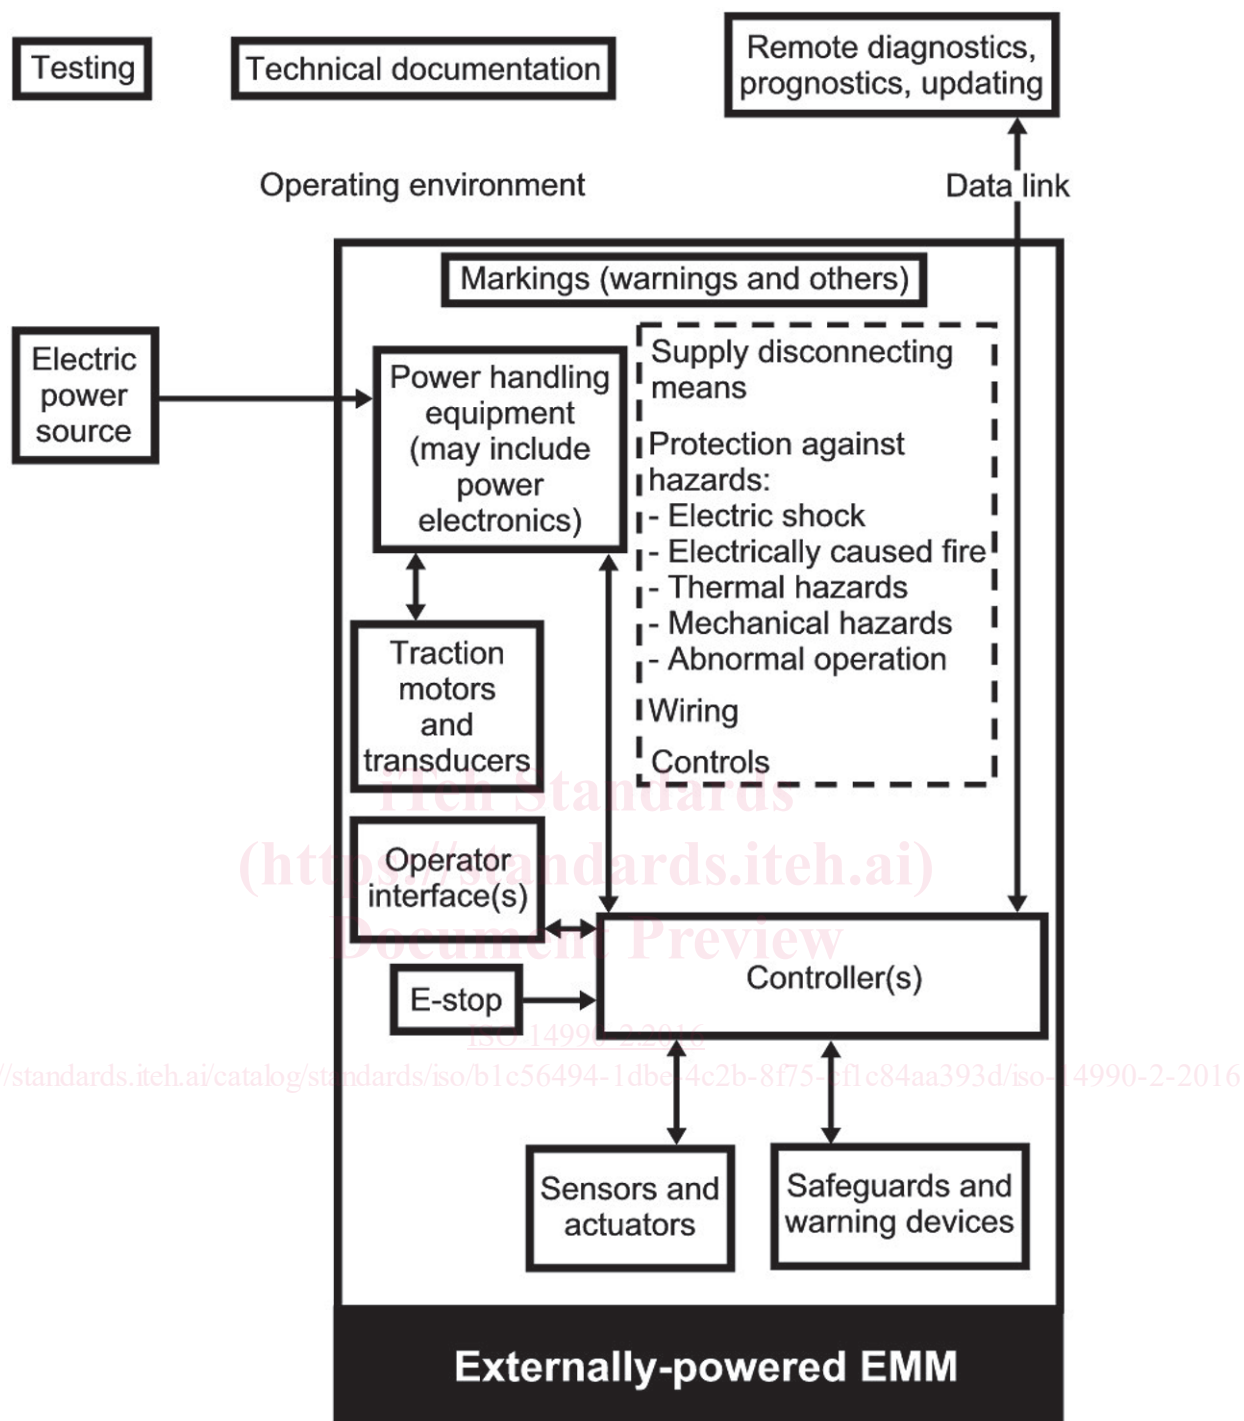 Testing
Technical documentation
Remote diagnostics,
prognostics, updating
Operating environment
Data link
Markings (warnings and others)
Electric
power
source
Power handling
equipment
(may include
power
electronics)
Supply disconnecting
means
Protection against
hazards:
- Electric shock
- Electrically caused fire
- Thermal hazards
- Mechanical hazards
- Abnormal operation
Wiring
Controls
Traction
motors
and
transducers
iTeh Standards
(https://standards.iteh.ai)
Document Preview
Operator
interface(s)
Controller(s)
E-stop
ISO 14990-2:2016
//standards.iteh.ai/catalog/standards/iso/b1c56494-1dbe-4c2b-8f75-cf1c84aa393d/iso-14990-2-2016
Sensors and
actuators
Safeguards and
warning devices
Externally-powered EMM